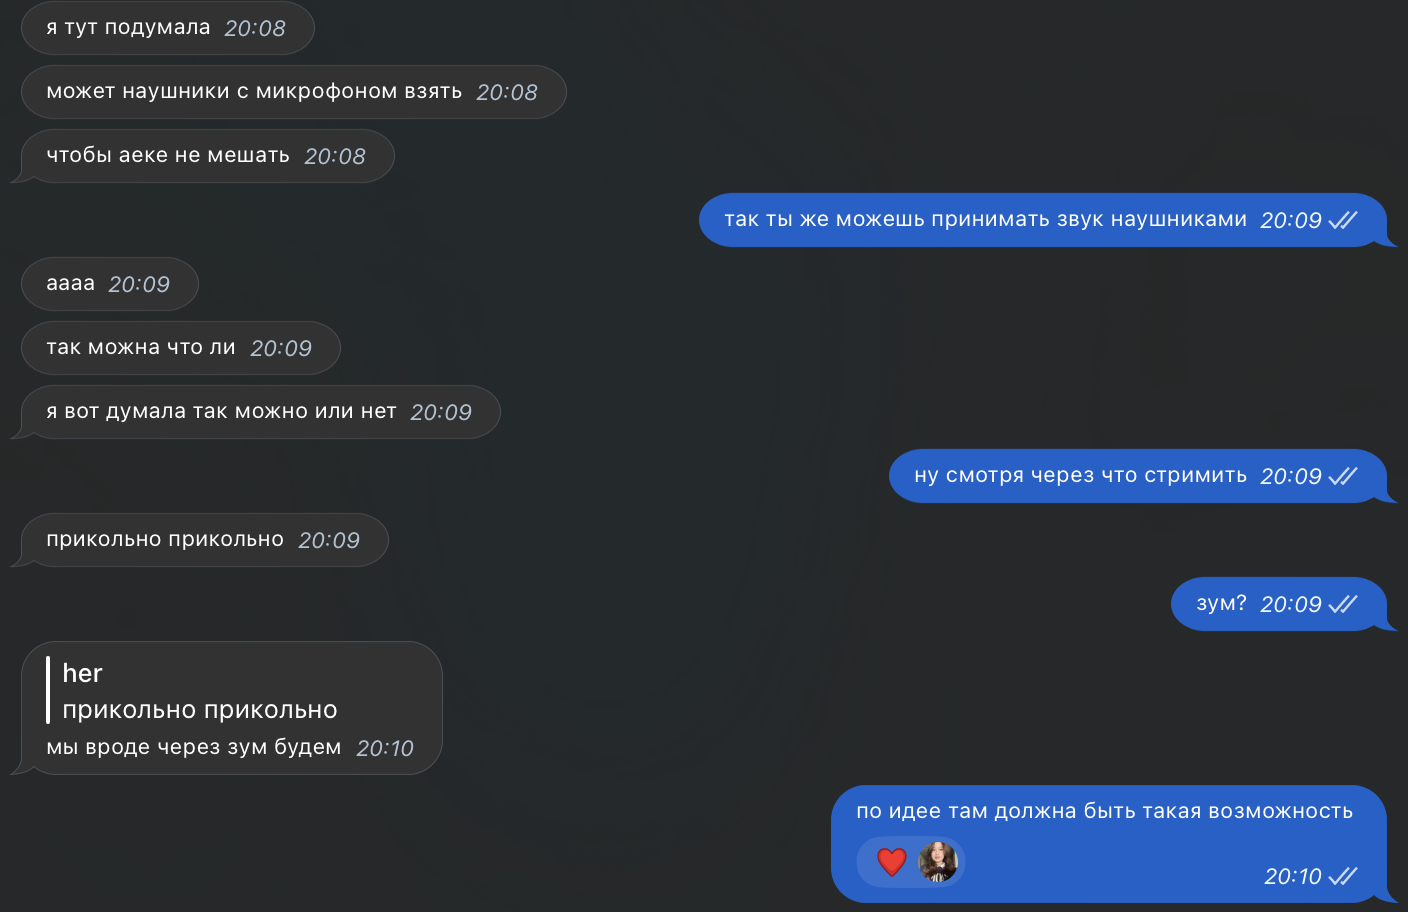 я тут подумала 20:08
может наушники с микрофоном взять 20:08
чтобы аеке не мешать 20:08
так ты же можешь принимать звук наушниками 20:09
аааа 20:09
так можна что ли 20:09
я вот думала так можно или нет 20:09
ну смотря через что стримить 20:09
прикольно прикольно 20:09
зум? 20:09
her
прикольно прикольно
мы вроде через зум будем 20:10
по идее там должна быть такая возможность
20:10